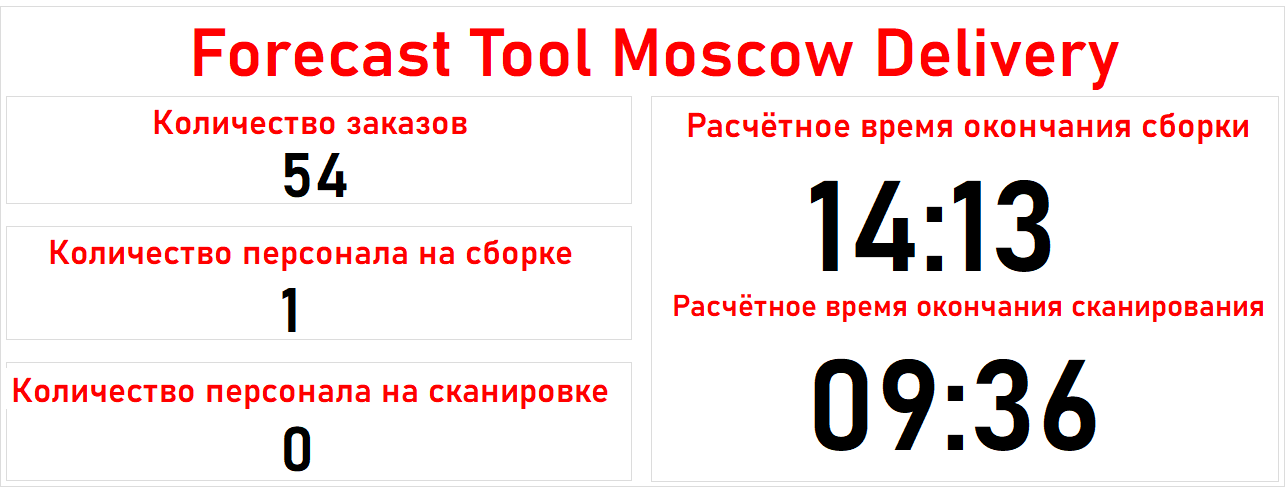 Forecast Tool Moscow Delivery
Количество заказов
54
Количество персонала на сборке
1
Количество персонала на сканировке
0
Расчётное время окончания сборки
14:13
Расчётное время окончания сканирования
09:36